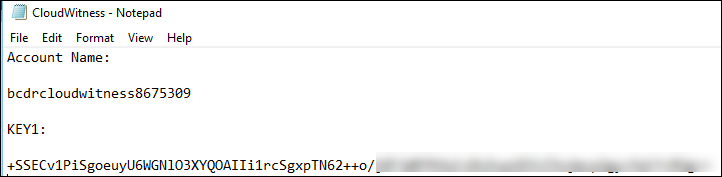 CloudWitness - Notepad
File Edit Format View Help
Account Name:
bcdrcloudwitness8675309
KEY1:
+SSECv1PiSgoeuyU6WGNlO3XYQOAIIi1rcSgxpTN62++o/